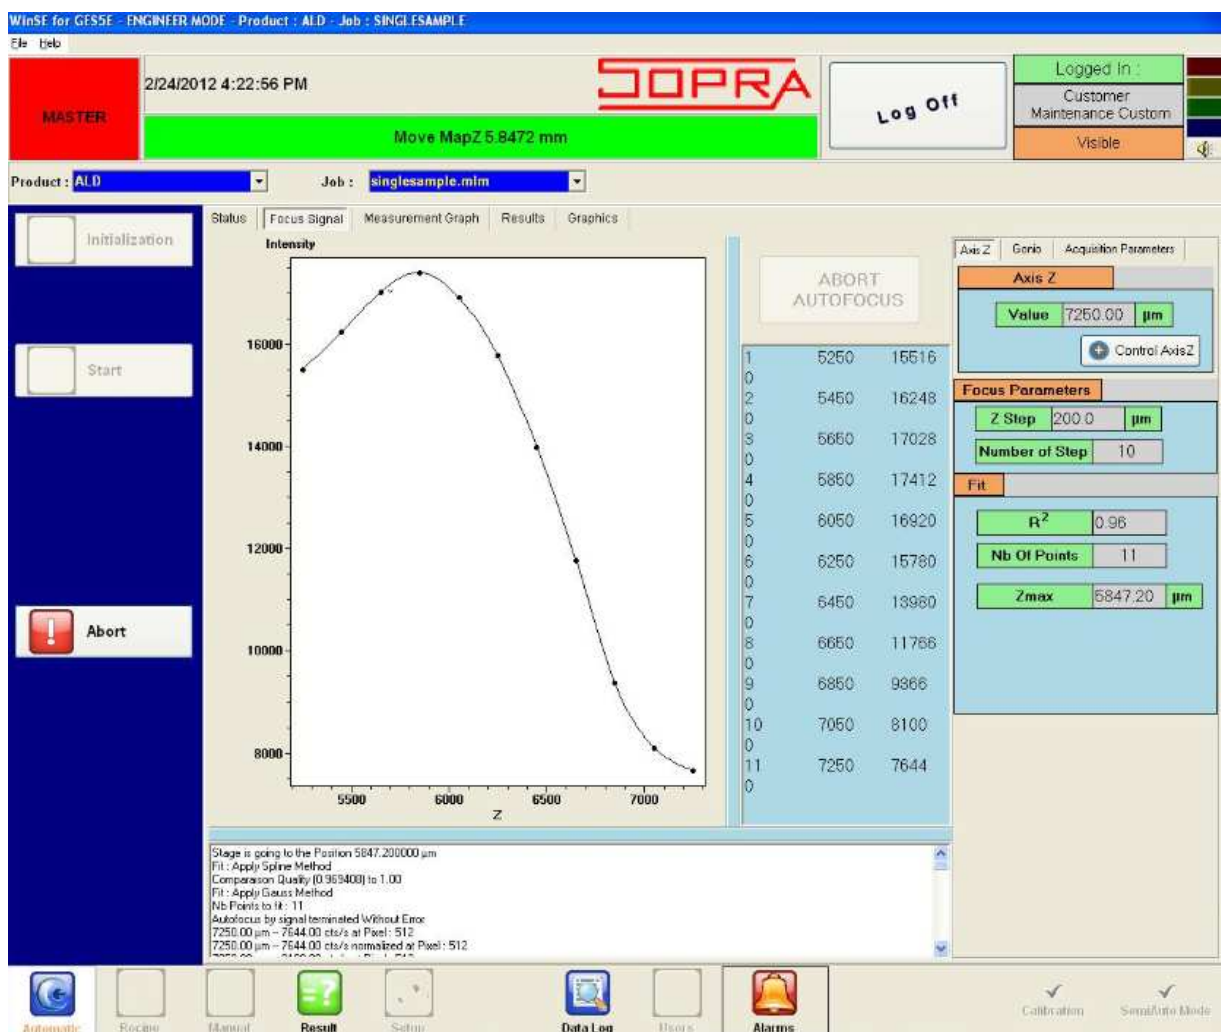 WinSE for GES5E - ENGINEER MODE - Product : ALD - Job : SINGLESAMPLE
File Help
MASTER
2/24/2012 4:22:56 PM
SOPRA
Move MapZ 5.8472 mm
Log Off
Logged In :
Customer
Maintenance Custom
Visible
Product : ALD
Job : singlesample.mlm
Initialization
Start
Abort
Status Focus Signal Measurement Graph Results Graphics
Intensity
16000
14000
12000
10000
8000
5500 6000 6500 7000
Z
ABORT
AUTOFOCUS
1 5250 15516
0
2 5450 16248
0
3 5650 17028
0
4 5850 17412
0
5 6050 16920
0
6 6250 15780
0
7 6450 13980
0
8 6650 11766
0
9 6850 9366
0
10 7050 8100
0
11 7250 7644
0
Axis Z Gonio Acquisition Parameters
Axis Z
Value 7250.00 µm
Control AxisZ
Focus Parameters
Z Step 200.0 µm
Number of Step 10
Fit
R² 0.96
Nb Of Points 11
Zmax 5847.20 µm
Stage is going to the Position 5847.200000 µm
Fit : Apply Spline Method
Comparaison Quality (0.969408) to 1.00
Fit : Apply Gauss Method
Nb Points to fit : 11
Autofocus by signal terminated Without Error
7250.00 µm -- 7644.00 cts/s at Pixel : 512
7250.00 µm -- 7644.00 cts/s normalized at Pixel : 512
Automatic Recipe Manual Result Setup Data Log Users Alarms
Calibration SemiAuto Mode